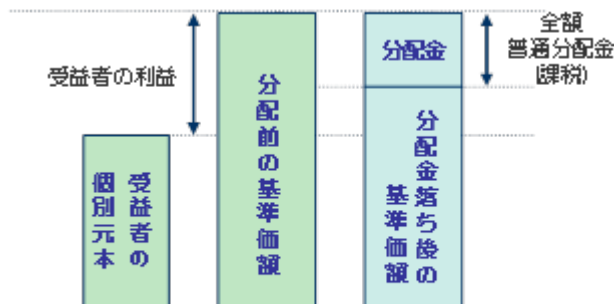 受益者の利益
受益者の
個別元本
分配前の基準価額
分配金
分配金落ち後の
基準価額
全額
普通分配金
(課税)